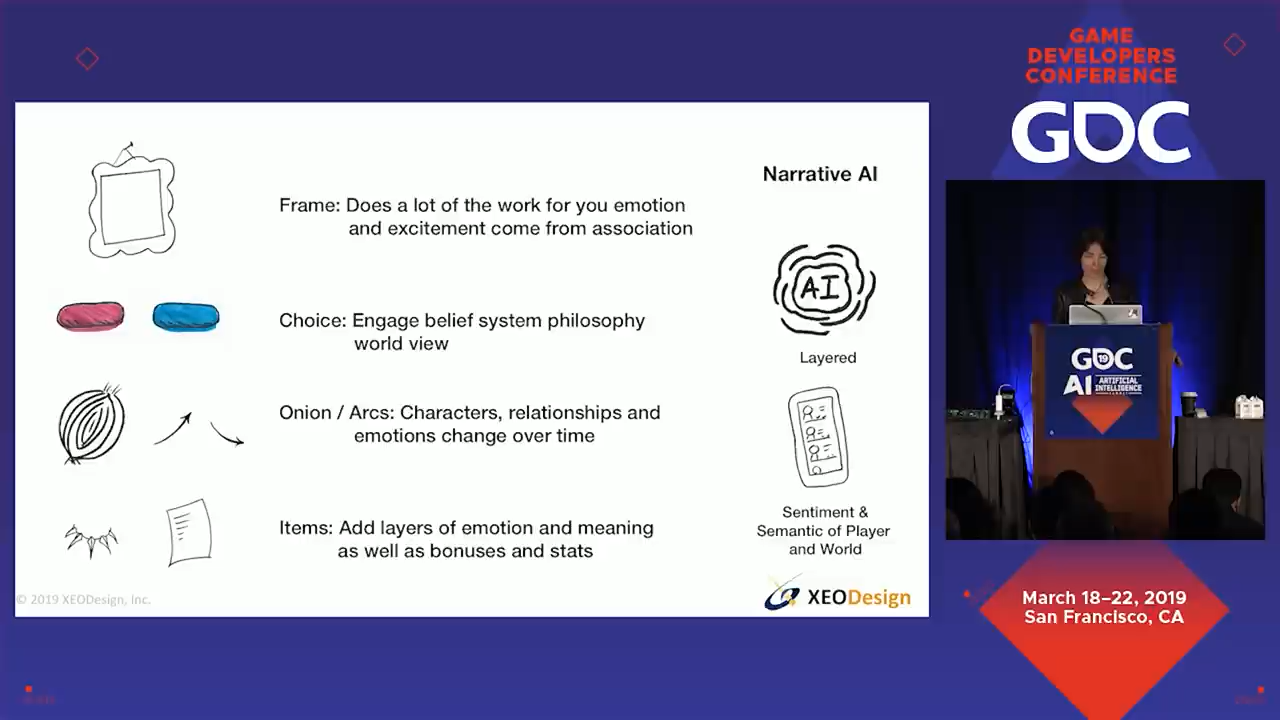 GAME
DEVELOPERS
CONFERENCE
GDC
Narrative AI
Frame: Does a lot of the work for you emotion
and excitement come from association
AI
Layered
Choice: Engage belief system philosophy
world view
Onion / Arcs: Characters, relationships and
emotions change over time
Items: Add layers of emotion and meaning
as well as bonuses and stats
Sentiment &
Semantic of Player
and World
© 2019 XEODesign, Inc.
XEODesign
GDC
19
AI ARTIFICIAL
INTELLIGENCE
March 18–22, 2019
San Francisco, CA